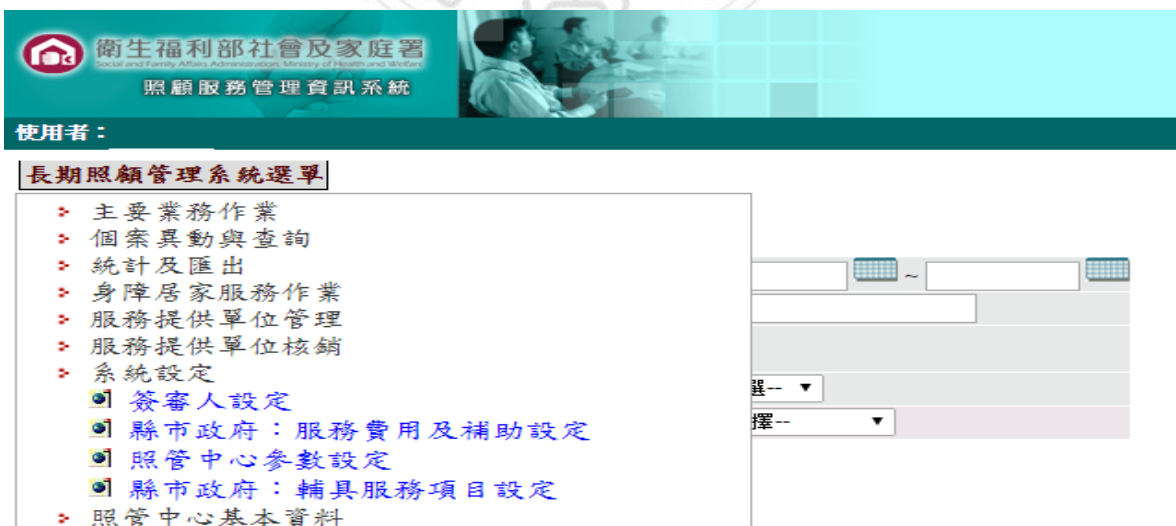 衛生福利部社會及家庭署
Social and Family Affairs Administration, Ministry of Health and Welfare
照顧服務管理資訊系統
使用者：
長期照顧管理系統選單
主要業務作業
個案異動與查詢
統計及匯出
~
身障居家服務作業
服務提供單位管理
服務提供單位核銷
系統設定
選-- ▼
簽審人設定
擇-- ▼
縣市政府：服務費用及補助設定
照管中心參數設定
縣市政府：輔具服務項目設定
照管中心基本資料